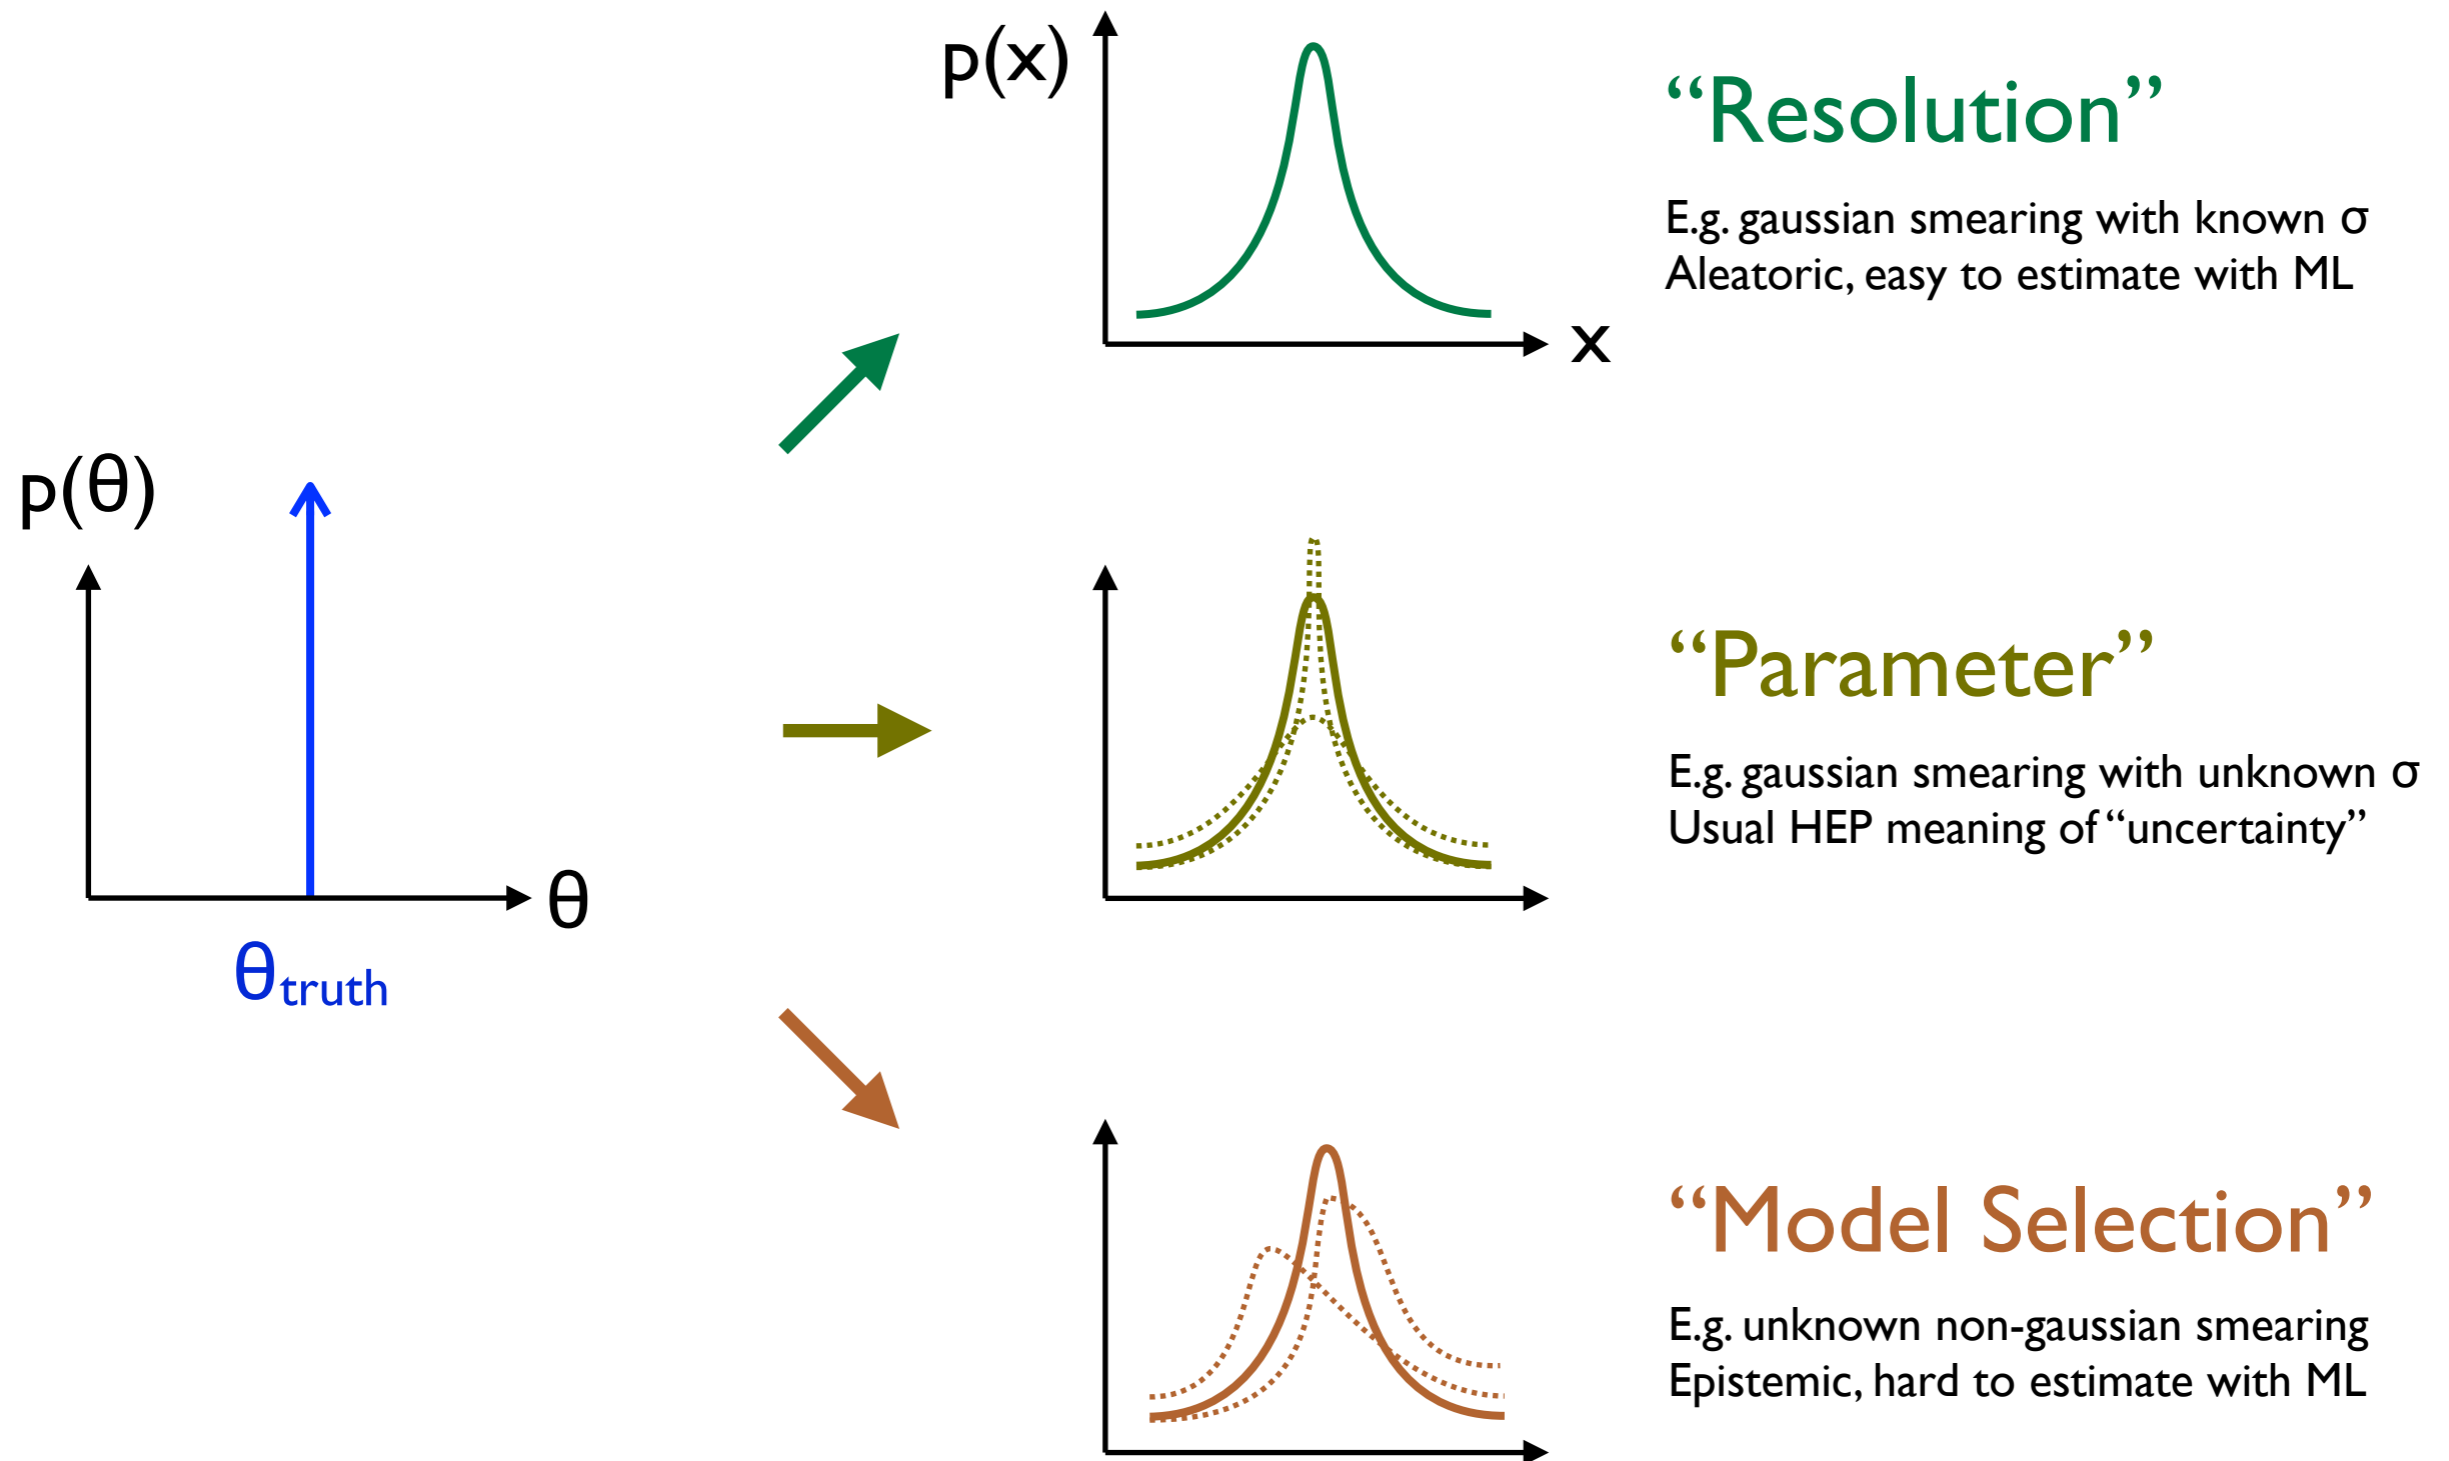 p(x)
“Resolution”
E.g. gaussian smearing with known σ
Aleatoric, easy to estimate with ML
x
p(θ)
θ
θtruth
“Parameter”
E.g. gaussian smearing with unknown σ
Usual HEP meaning of “uncertainty”
“Model Selection”
E.g. unknown non-gaussian smearing
Epistemic, hard to estimate with ML